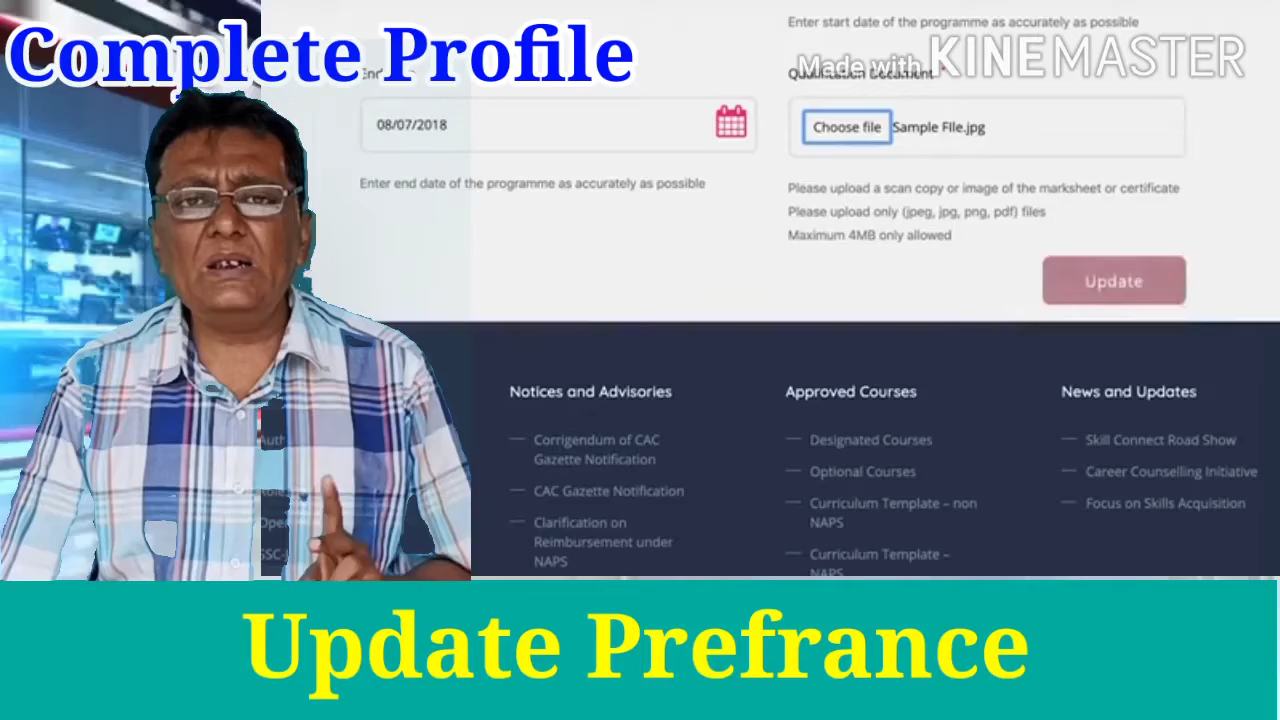 Complete Profile
Enter start date of the programme as accurately as possible
Made with KINEMASTER
Qualification Document *
08/07/2018
Choose file Sample FIle.jpg
Enter end date of the programme as accurately as possible
Please upload a scan copy or image of the marksheet or certificate
Please upload only (jpeg, jpg, png, pdf) files
Maximum 4MB only allowed
Update
Notices and Advisories
Corrigendum of CAC
Gazette Notification
CAC Gazette Notification
Clarification on
Reimbursement under
NAPS
Approved Courses
Designated Courses
Optional Courses
Curriculum Template – non
NAPS
Curriculum Template –
NAPS
News and Updates
Skill Connect Road Show
Career Counselling Initiative
Focus on Skills Acquisition
Update Prefrance